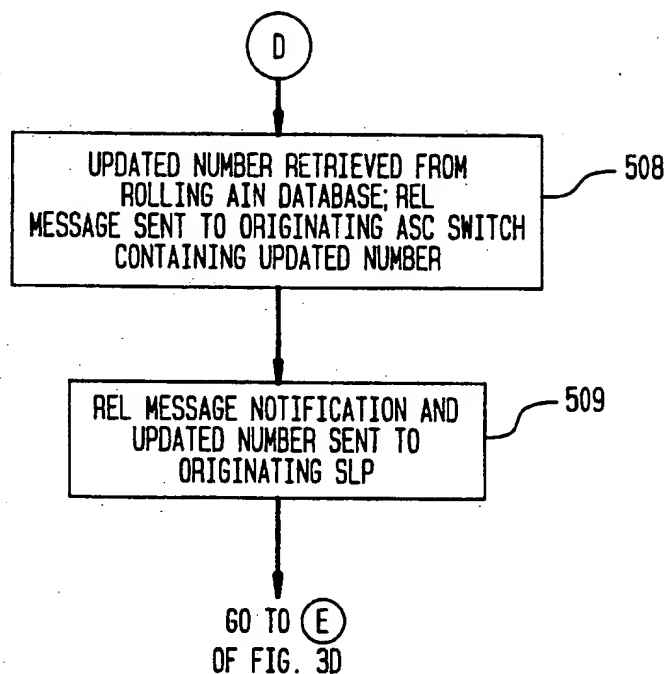 D
UPDATED NUMBER RETRIEVED FROM
ROLLING AIN DATABASE; REL
MESSAGE SENT TO ORIGINATING ASC SWITCH
CONTAINING UPDATED NUMBER
508
REL MESSAGE NOTIFICATION AND
UPDATED NUMBER SENT TO
ORIGINATING SLP
509
GO TO E
OF FIG. 3D